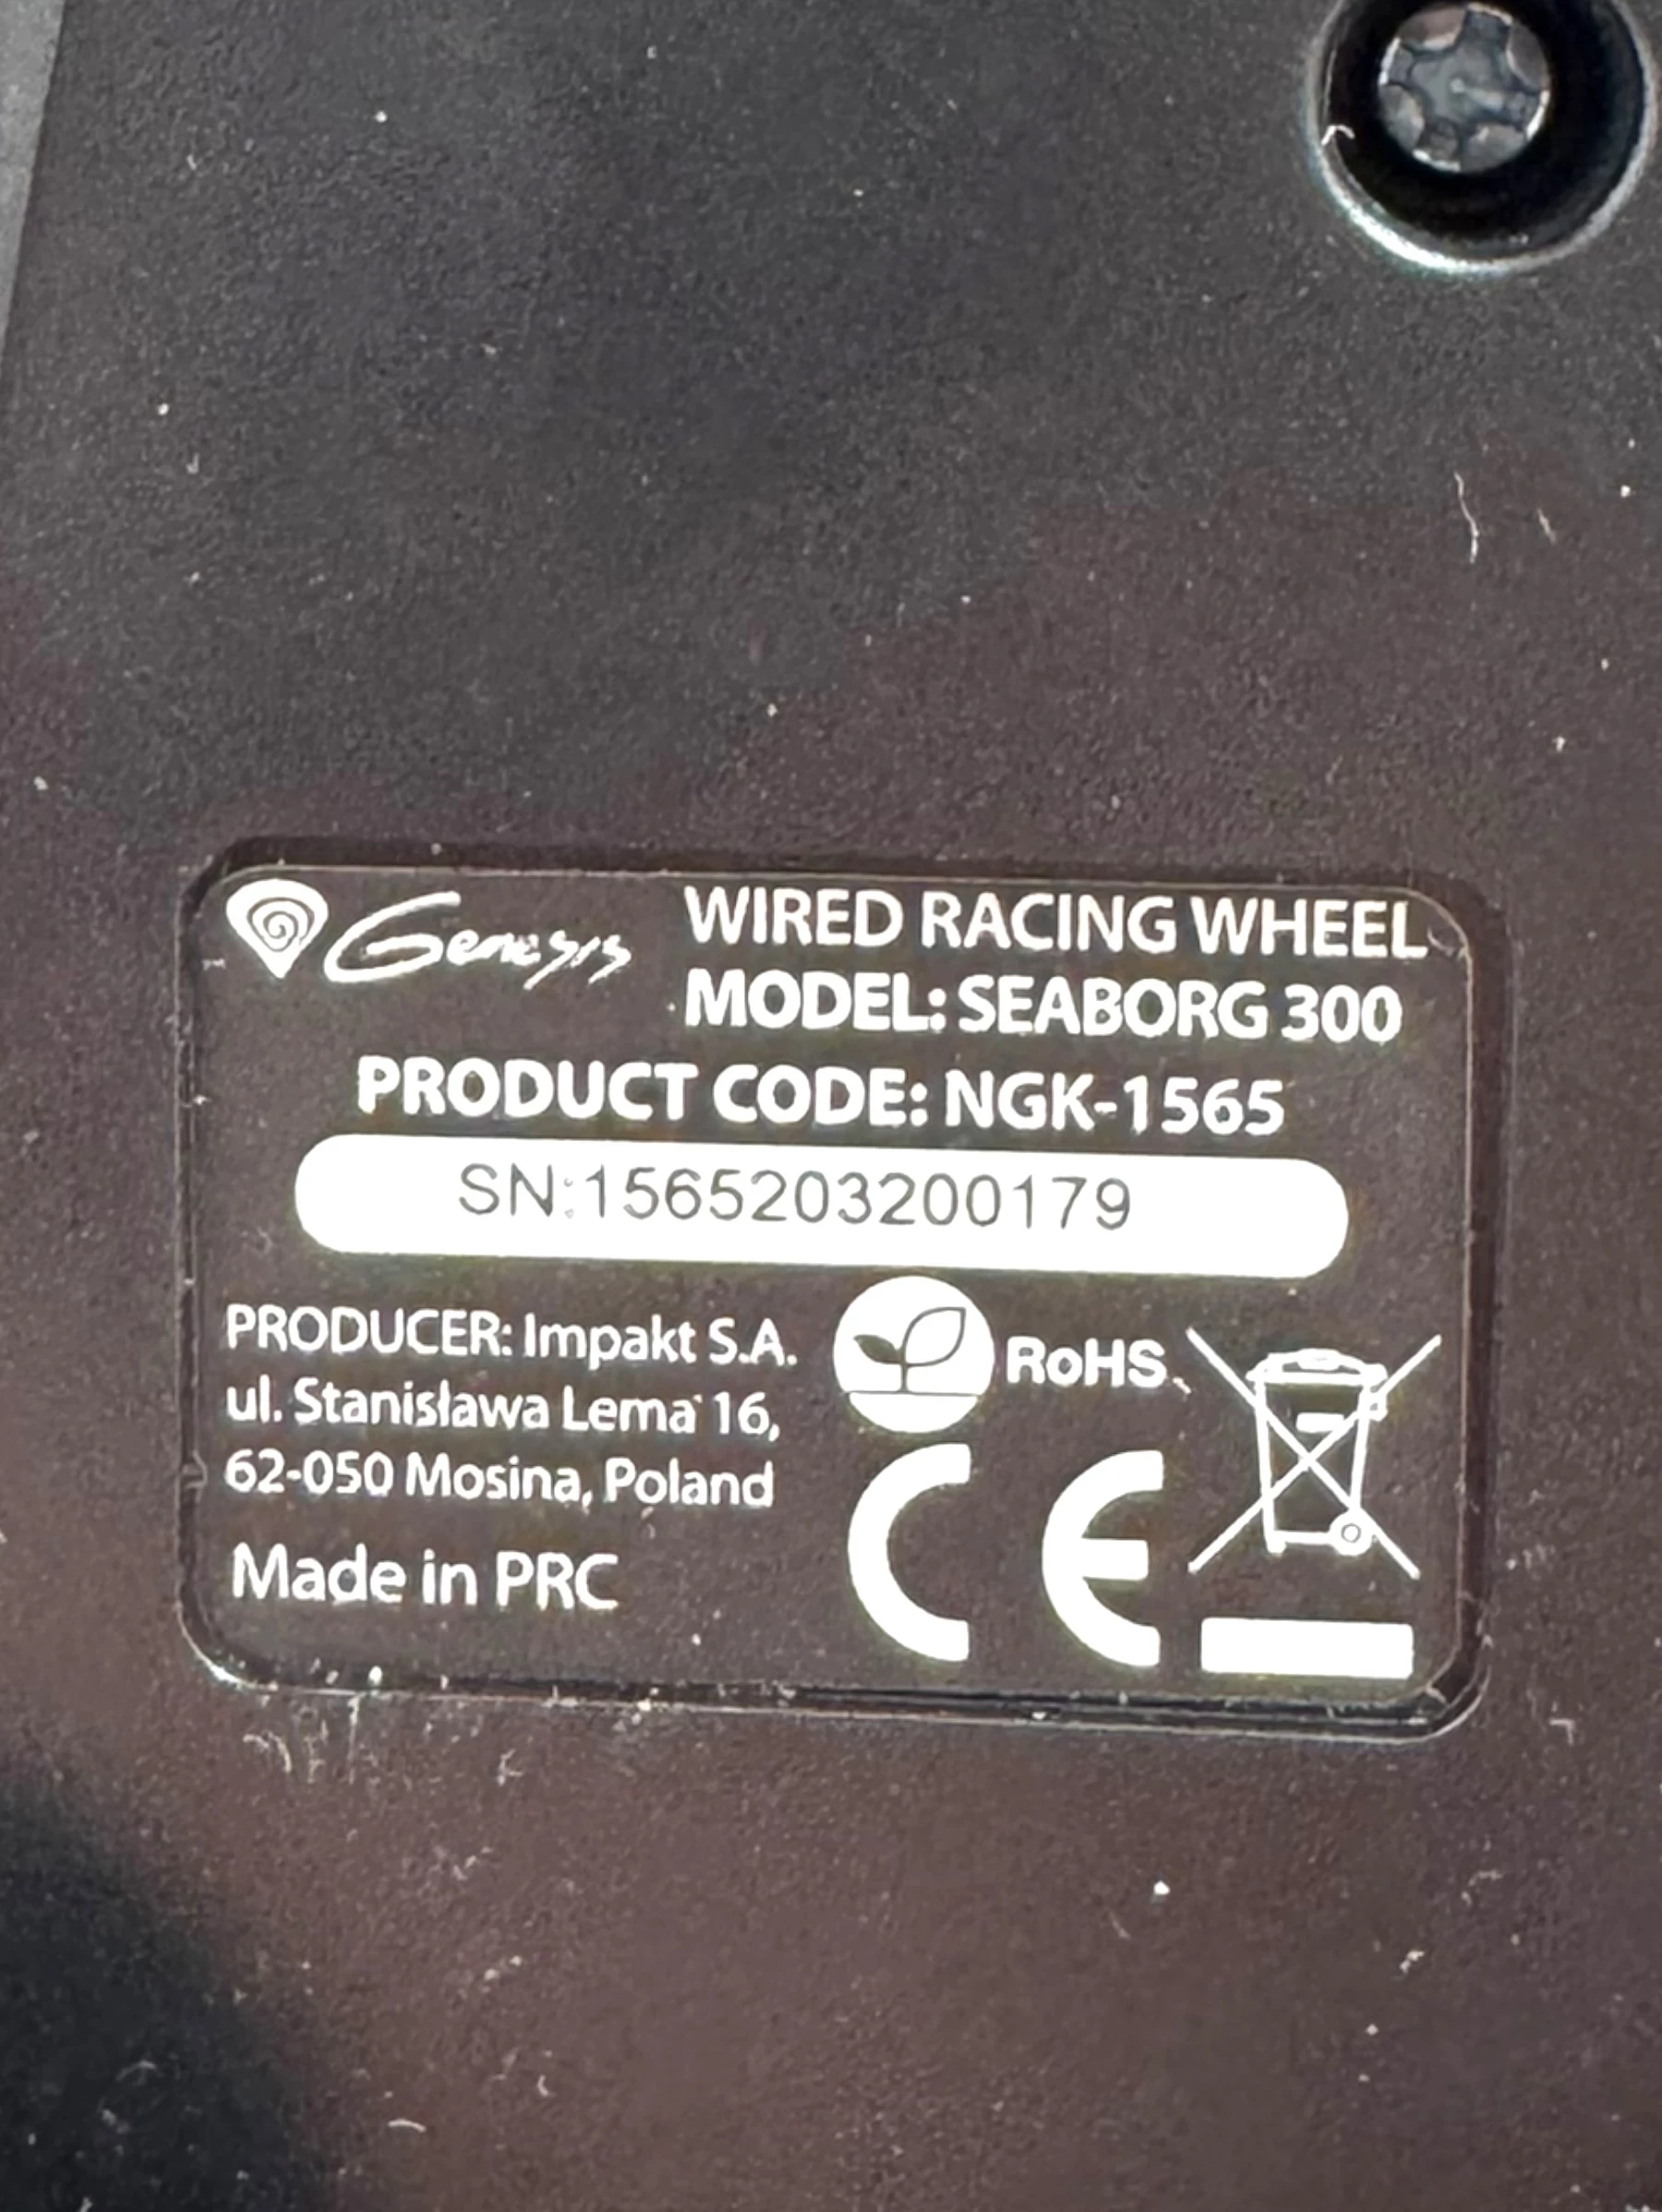 Genesis
WIRED RACING WHEEL
MODEL: SEABORG 300
PRODUCT CODE: NGK-1565
SN:1565203200179
PRODUCER: Impakt S.A.
ul. Stanisława Lema 16,
62-050 Mosina, Poland
Made in PRC
RoHS
CE